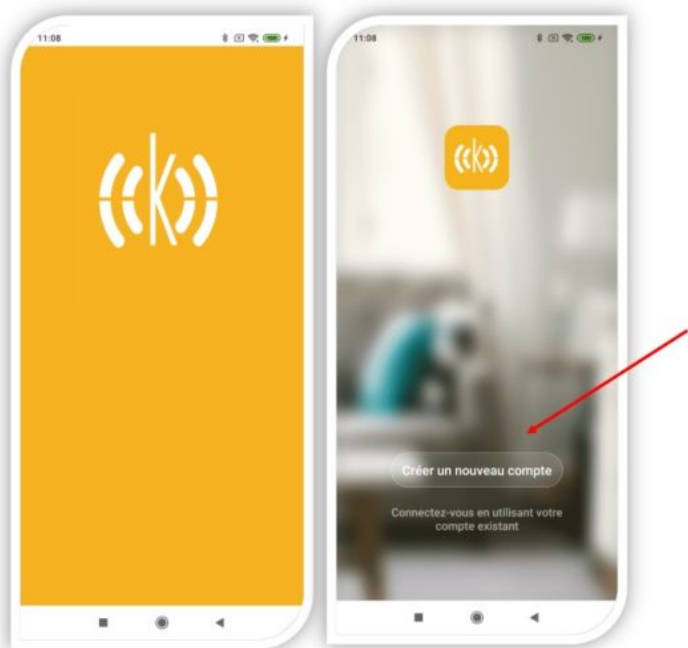 11:08
((k))
11:08
((k))
Créer un nouveau compte
Connectez-vous en utilisant votre
compte existant